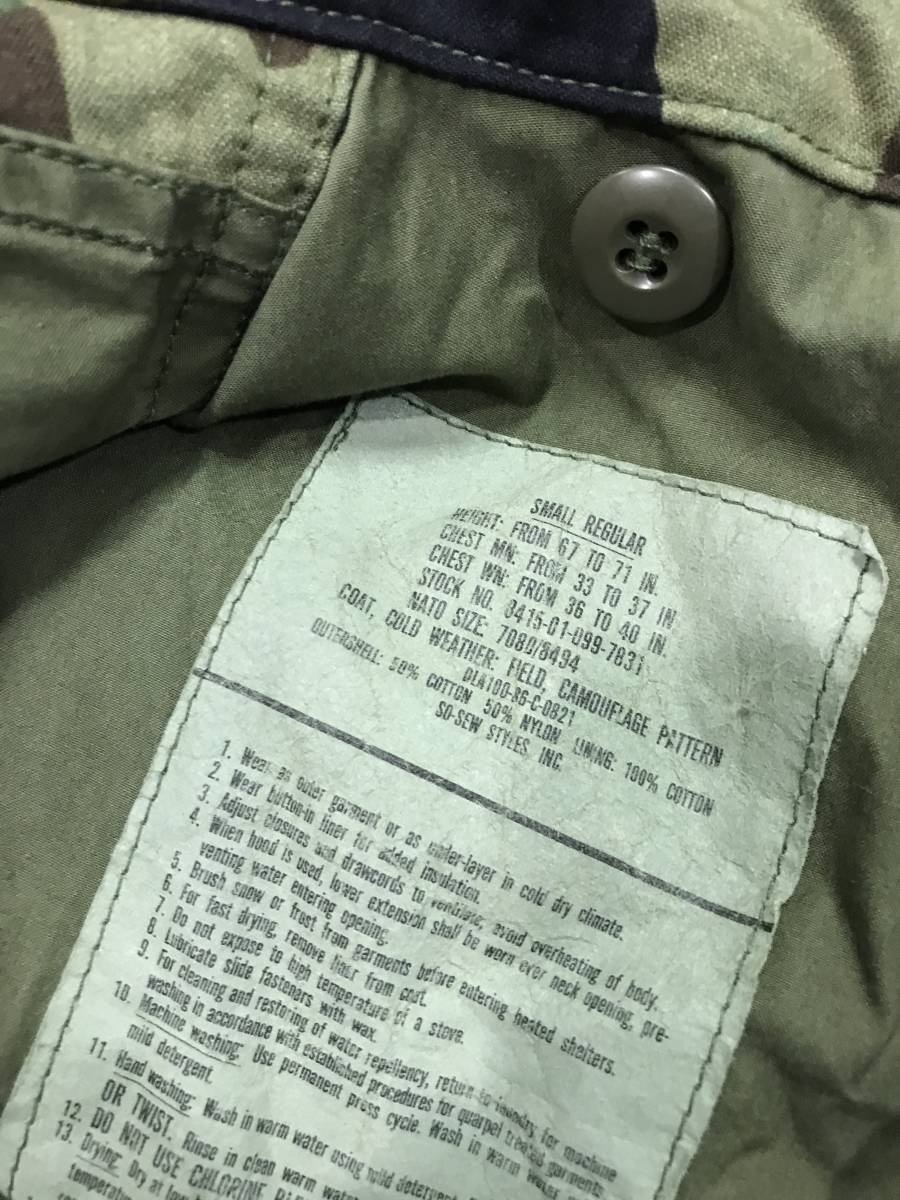 SMALL REGULAR
HEIGHT: FROM 67 TO 71 IN.
CHEST MN: FROM 33 TO 37 IN
CHEST WN: FROM 36 TO 40 IN.
STOCK NO. 8415-01-099-7831
NATO SIZE: 7080/8494
COAT, COLD WEATHER: FIELD, CAMOUFLAGE PATTERN
DLA100-86-C-0821
OUTERSHELL: 50% COTTON 50% NYLON LINING: 100% COTTON
SO-SEW STYLES, INC.
1. Wear as outer garment or as under-layer in cold dry climate.
2. Wear button-in liner for added insulation.
3. Adjust closures and drawcords to ventilate, avoid overheating of body.
4. When hood is used, lower extension shall be worn over neck opening, pre-
venting water entering opening.
5. Brush snow or frost from garments before entering heated shelters.
6. For fast drying, remove liner from coat.
7. Do not expose to high temperature of a stove.
8. Lubricate slide fasteners with wax.
9. For cleaning and restoring of water repellency, return to laundry for machine
washing in accordance with established procedures for quarpel treated garments.
10. Machine washing: Use permanent press cycle. Wash in warm water
mild detergent.
11. Hand washing: Wash in warm water using mild detergent.
OR TWIST. Rinse in clean warm
12. DO NOT USE CHLORINE
13. Drying: Dry at low
temperature